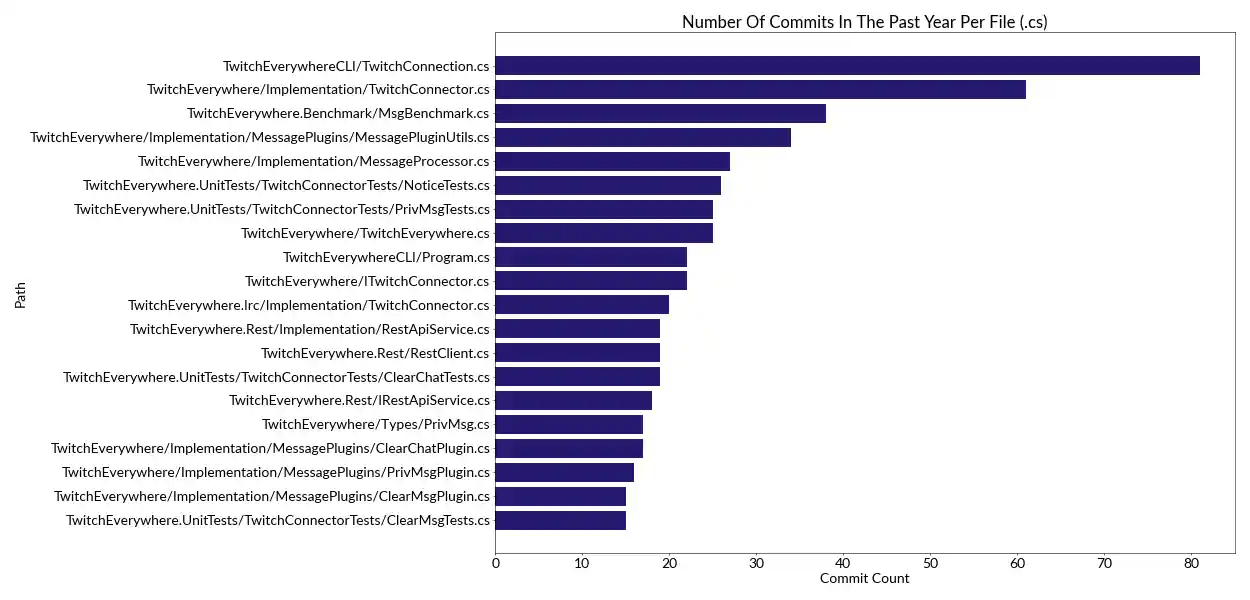 Number Of Commits In The Past Year Per File (.cs)
Path
TwitchEverywhereCLI/TwitchConnection.cs
TwitchEverywhere/Implementation/TwitchConnector.cs
TwitchEverywhere.Benchmark/MsgBenchmark.cs
TwitchEverywhere/Implementation/MessagePlugins/MessagePluginUtils.cs
TwitchEverywhere/Implementation/MessageProcessor.cs
TwitchEverywhere.UnitTests/TwitchConnectorTests/NoticeTests.cs
TwitchEverywhere.UnitTests/TwitchConnectorTests/PrivMsgTests.cs
TwitchEverywhere/TwitchEverywhere.cs
TwitchEverywhereCLI/Program.cs
TwitchEverywhere/ITwitchConnector.cs
TwitchEverywhere.Irc/Implementation/TwitchConnector.cs
TwitchEverywhere.Rest/Implementation/RestApiService.cs
TwitchEverywhere.Rest/RestClient.cs
TwitchEverywhere.UnitTests/TwitchConnectorTests/ClearChatTests.cs
TwitchEverywhere.Rest/IRestApiService.cs
TwitchEverywhere/Types/PrivMsg.cs
TwitchEverywhere/Implementation/MessagePlugins/ClearChatPlugin.cs
TwitchEverywhere/Implementation/MessagePlugins/PrivMsgPlugin.cs
TwitchEverywhere/Implementation/MessagePlugins/ClearMsgPlugin.cs
TwitchEverywhere.UnitTests/TwitchConnectorTests/ClearMsgTests.cs
0 10 20 30 40 50 60 70 80
Commit Count